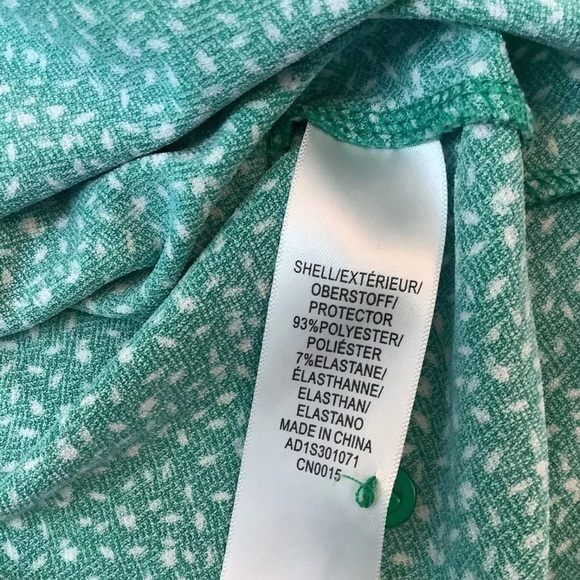 SHELL/EXTÉRIEUR/
OBERSTOFF/
PROTECTOR
93%POLYESTER/
POLIÉSTER
7%ELASTANE/
ÉLASTHANNE/
ELASTHAN/
ELASTANO
MADE IN CHINA
AD1S301071
CN0015